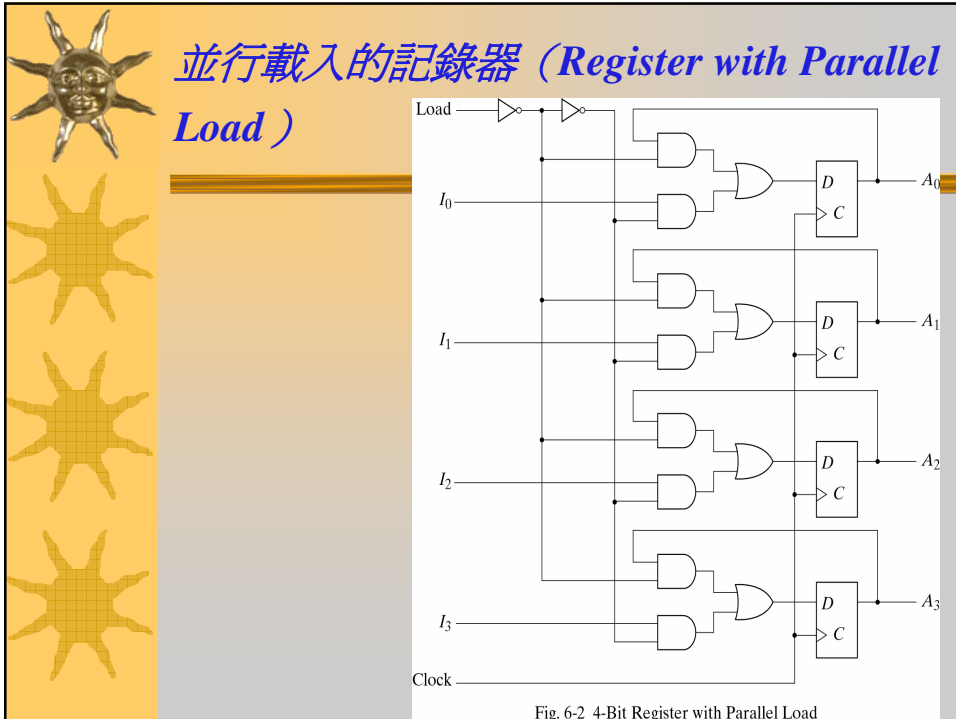 並行載入的記錄器（Register with Parallel
Load）
Load
I0
D
C
A0
I1
D
C
A1
I2
D
C
A2
I3
D
C
A3
Clock
Fig. 6-2 4-Bit Register with Parallel Load